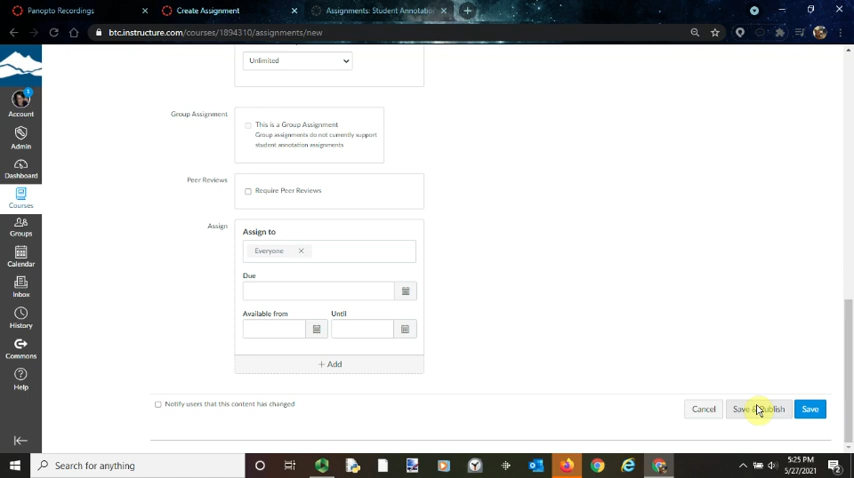 Panopto Recordings
Create Assignment
Assignments: Student Annotation
btc.instructure.com/courses/1894310/assignments/new
Unlimited
Account
Admin
Dashboard
Courses
Groups
Calendar
Inbox
History
Commons
Help
Group Assignment
This is a Group Assignment
Group assignments do not currently support
student annotation assignments
Peer Reviews
Require Peer Reviews
Assign
Assign to
Everyone
Due
Available from
Until
+ Add
Notify users that this content has changed
Cancel
Save & Publish
Save
Search for anything
5:25 PM
5/27/2021